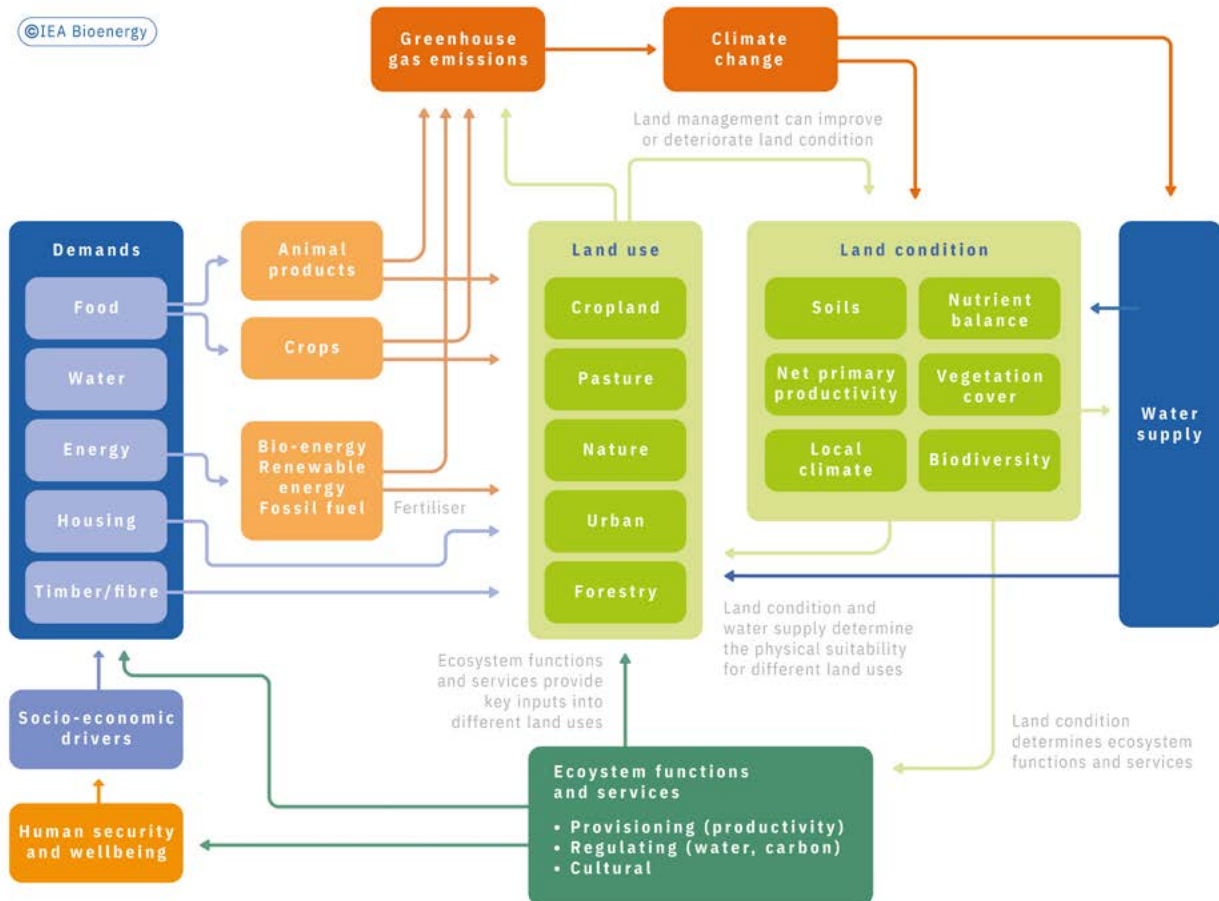 ©IEA Bioenergy
Greenhouse
gas emissions
Climate
change
Land management can improve
or deteriorate land condition
Demands
Food
Water
Energy
Housing
Timber/fibre
Animal
products
Crops
Bio-energy
Renewable
energy
Fossil fuel
Fertiliser
Land use
Cropland
Pasture
Nature
Urban
Forestry
Land condition
Soils
Nutrient
balance
Net primary
productivity
Vegetation
cover
Local
climate
Biodiversity
Water
supply
Land condition and
water supply determine
the physical suitability
for different land uses
Ecosystem functions
and services provide
key inputs into
different land uses
Land condition
determines ecosystem
functions and services
Socio-economic
drivers
Human security
and wellbeing
Ecoystem functions
and services
• Provisioning (productivity)
• Regulating (water, carbon)
• Cultural